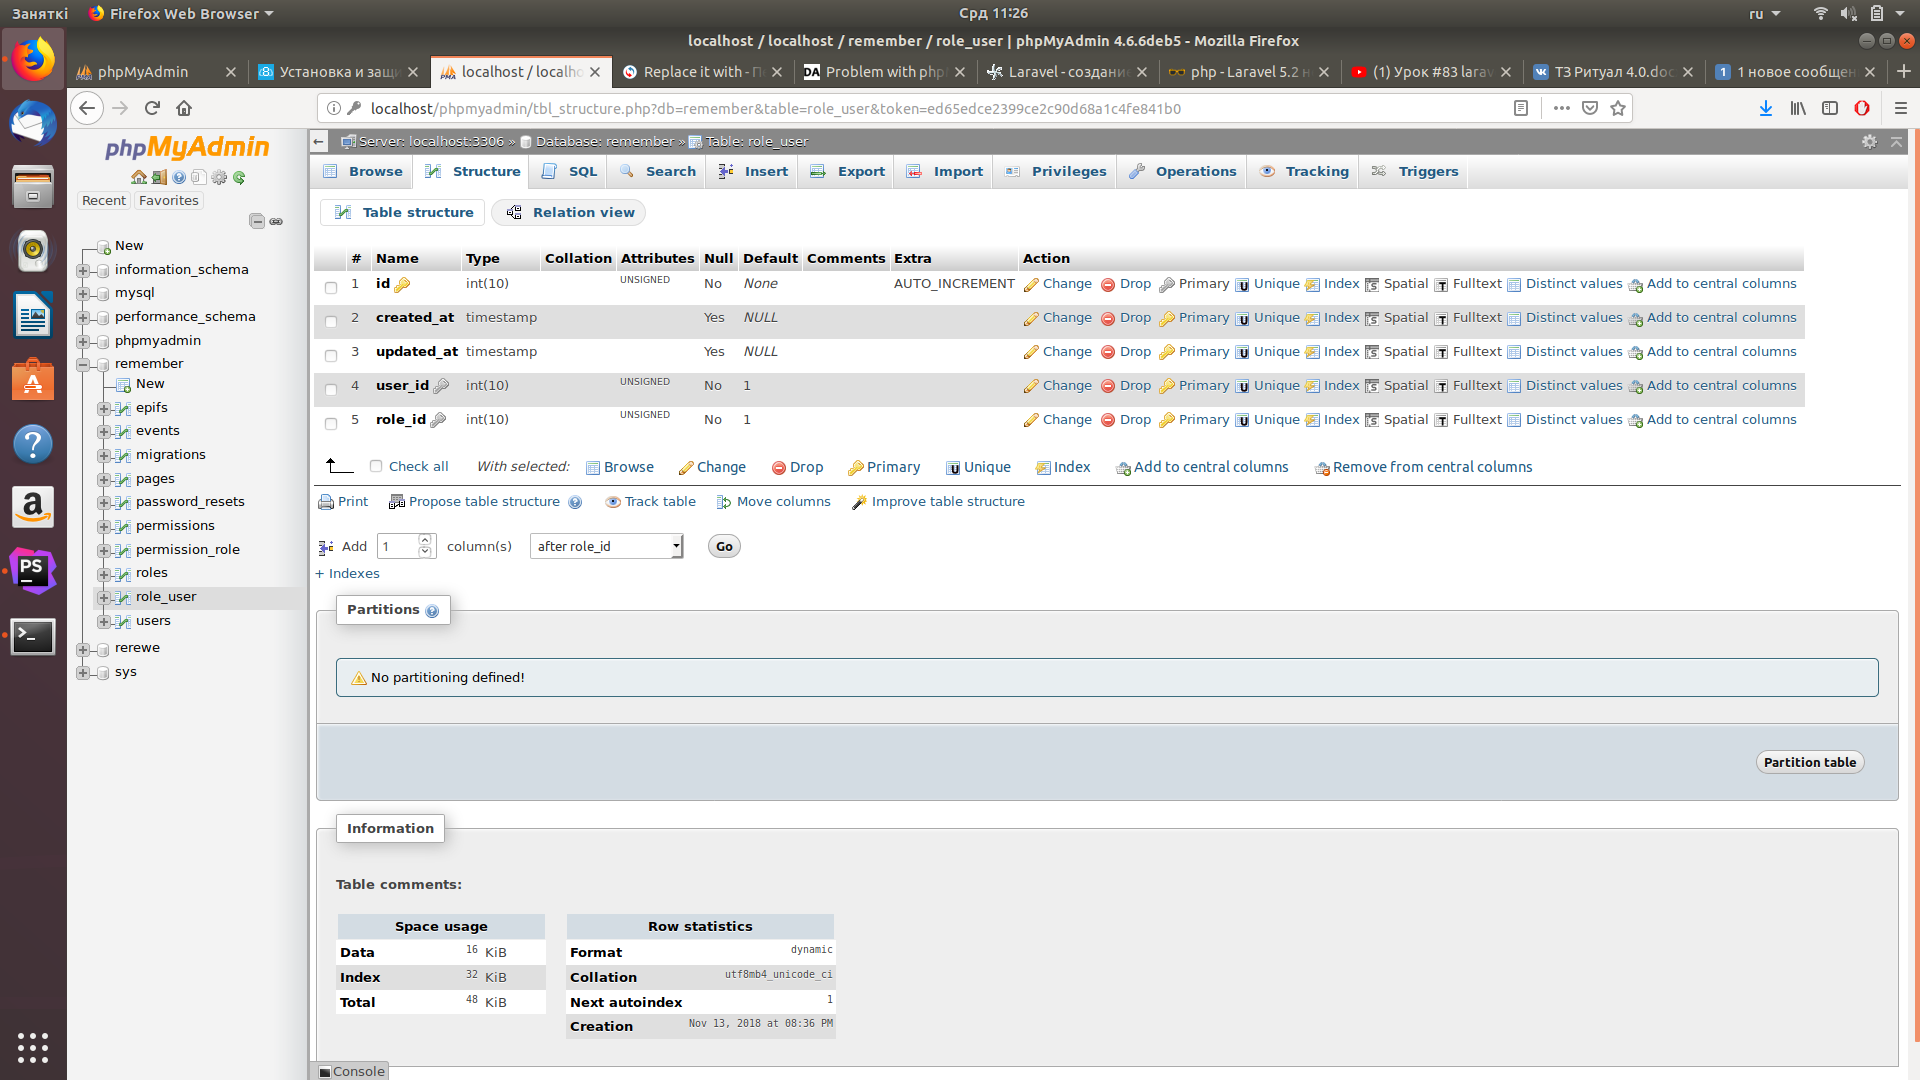 Заняткі Firefox Web Browser Срд 11:26 ru
localhost / localhost / remember / role_user | phpMyAdmin 4.6.6deb5 - Mozilla Firefox
phpMyAdmin Установка и защи localhost / localho Replace it with - П Problem with php Laravel - создание php - Laravel 5.2 н (1) Урок #83 larav ТЗ Ритуал 4.0.doc 1 новое сообщен
localhost/phpmyadmin/tbl_structure.php?db=remember&table=role_user&token=ed65edce2399ce2c90d68a1c4fe841b0
phpMyAdmin
Recent Favorites
New
information_schema
mysql
performance_schema
phpmyadmin
remember
New
epifs
events
migrations
pages
password_resets
permissions
permission_role
roles
role_user
users
rerewe
sys
Server: localhost:3306 » Database: remember » Table: role_user
Browse Structure SQL Search Insert Export Import Privileges Operations Tracking Triggers
Table structure Relation view
# Name Type Collation Attributes Null Default Comments Extra Action
1 id int(10) UNSIGNED No None AUTO_INCREMENT Change Drop Primary Unique Index Spatial Fulltext Distinct values Add to central columns
2 created_at timestamp Yes NULL Change Drop Primary Unique Index Spatial Fulltext Distinct values Add to central columns
3 updated_at timestamp Yes NULL Change Drop Primary Unique Index Spatial Fulltext Distinct values Add to central columns
4 user_id int(10) UNSIGNED No 1 Change Drop Primary Unique Index Spatial Fulltext Distinct values Add to central columns
5 role_id int(10) UNSIGNED No 1 Change Drop Primary Unique Index Spatial Fulltext Distinct values Add to central columns
Check all With selected: Browse Change Drop Primary Unique Index Add to central columns Remove from central columns
Print Propose table structure Track table Move columns Improve table structure
Add 1 column(s) after role_id Go
+ Indexes
Partitions
No partitioning defined!
Partition table
Information
Table comments:
Space usage
Data 16 KiB
Index 32 KiB
Total 48 KiB
Row statistics
Format dynamic
Collation utf8mb4_unicode_ci
Next autoindex 1
Creation Nov 13, 2018 at 08:36 PM
Console